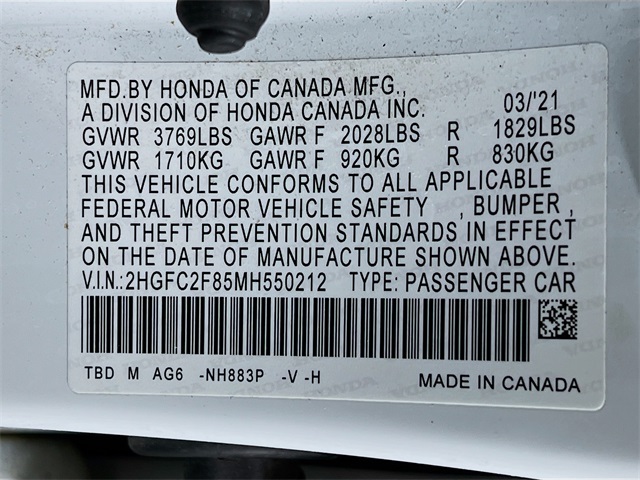 MFD.BY HONDA OF CANADA MFG.,
A DIVISION OF HONDA CANADA INC. 03/'21
GVWR 3769LBS GAWR F 2028LBS R 1829LBS
GVWR 1710KG GAWR F 920KG R 830KG
THIS VEHICLE CONFORMS TO ALL APPLICABLE
FEDERAL MOTOR VEHICLE SAFETY , BUMPER ,
AND THEFT PREVENTION STANDARDS IN EFFECT
ON THE DATE OF MANUFACTURE SHOWN ABOVE.
V.I.N.:2HGFC2F85MH550212 TYPE: PASSENGER CAR
TBD M AG6 -NH883P -V -H MADE IN CANADA